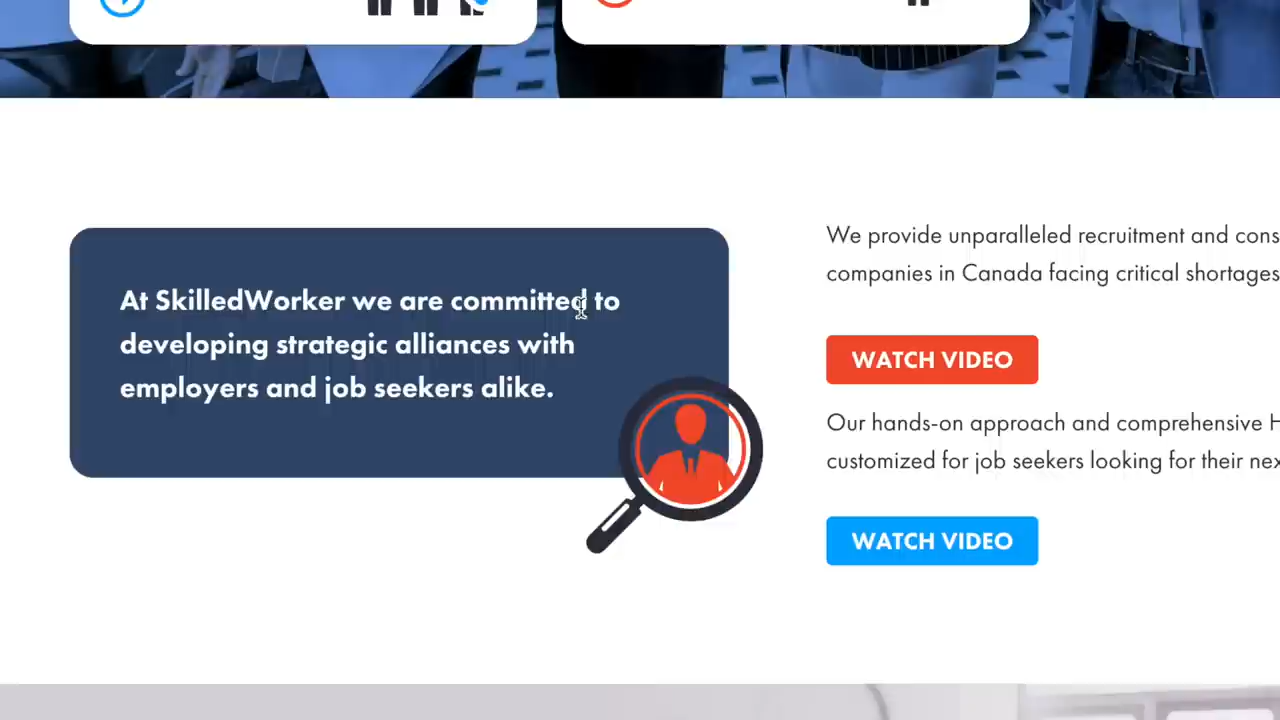 At SkilledWorker we are committed to
developing strategic alliances with
employers and job seekers alike.
We provide unparalleled recruitment and cons
companies in Canada facing critical shortages
WATCH VIDEO
Our hands-on approach and comprehensive H
customized for job seekers looking for their nex
WATCH VIDEO